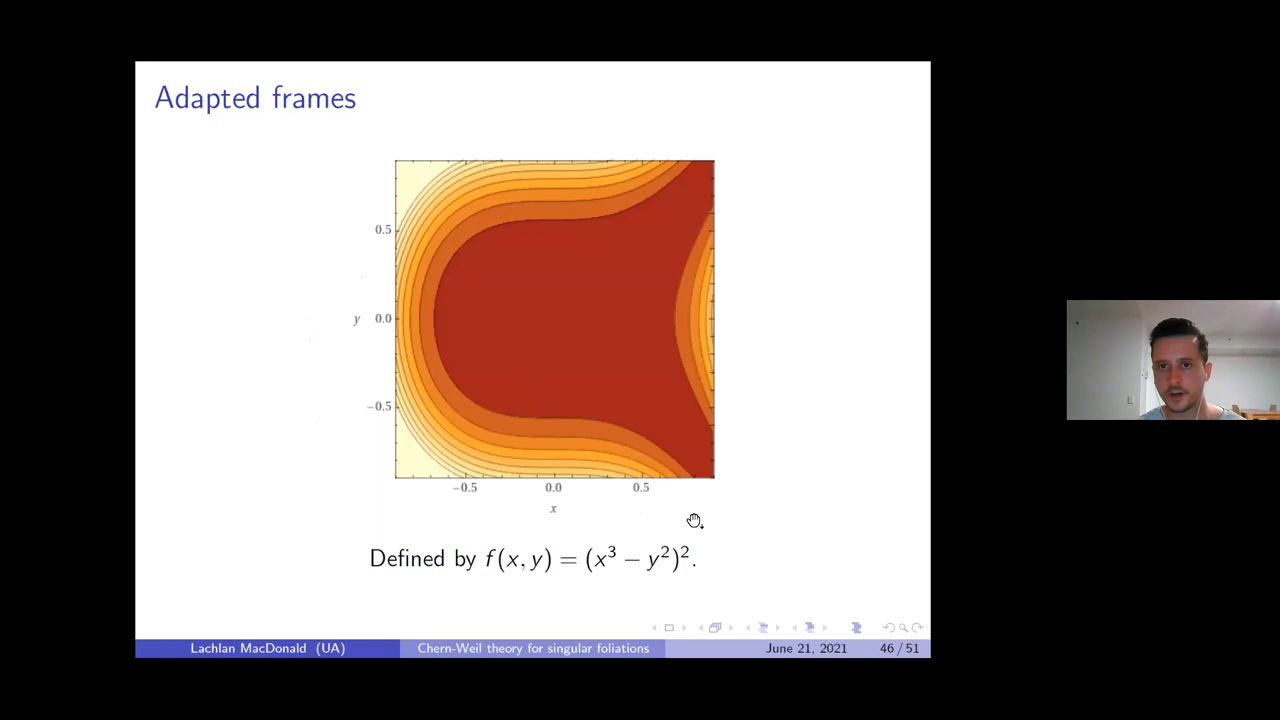 Adapted frames
0.5
y 0.0
−0.5
−0.5 0.0 0.5
x
Defined by f(x, y) = (x³ − y²)².
Lachlan MacDonald (UA) Chern-Weil theory for singular foliations June 21, 2021 46 / 51